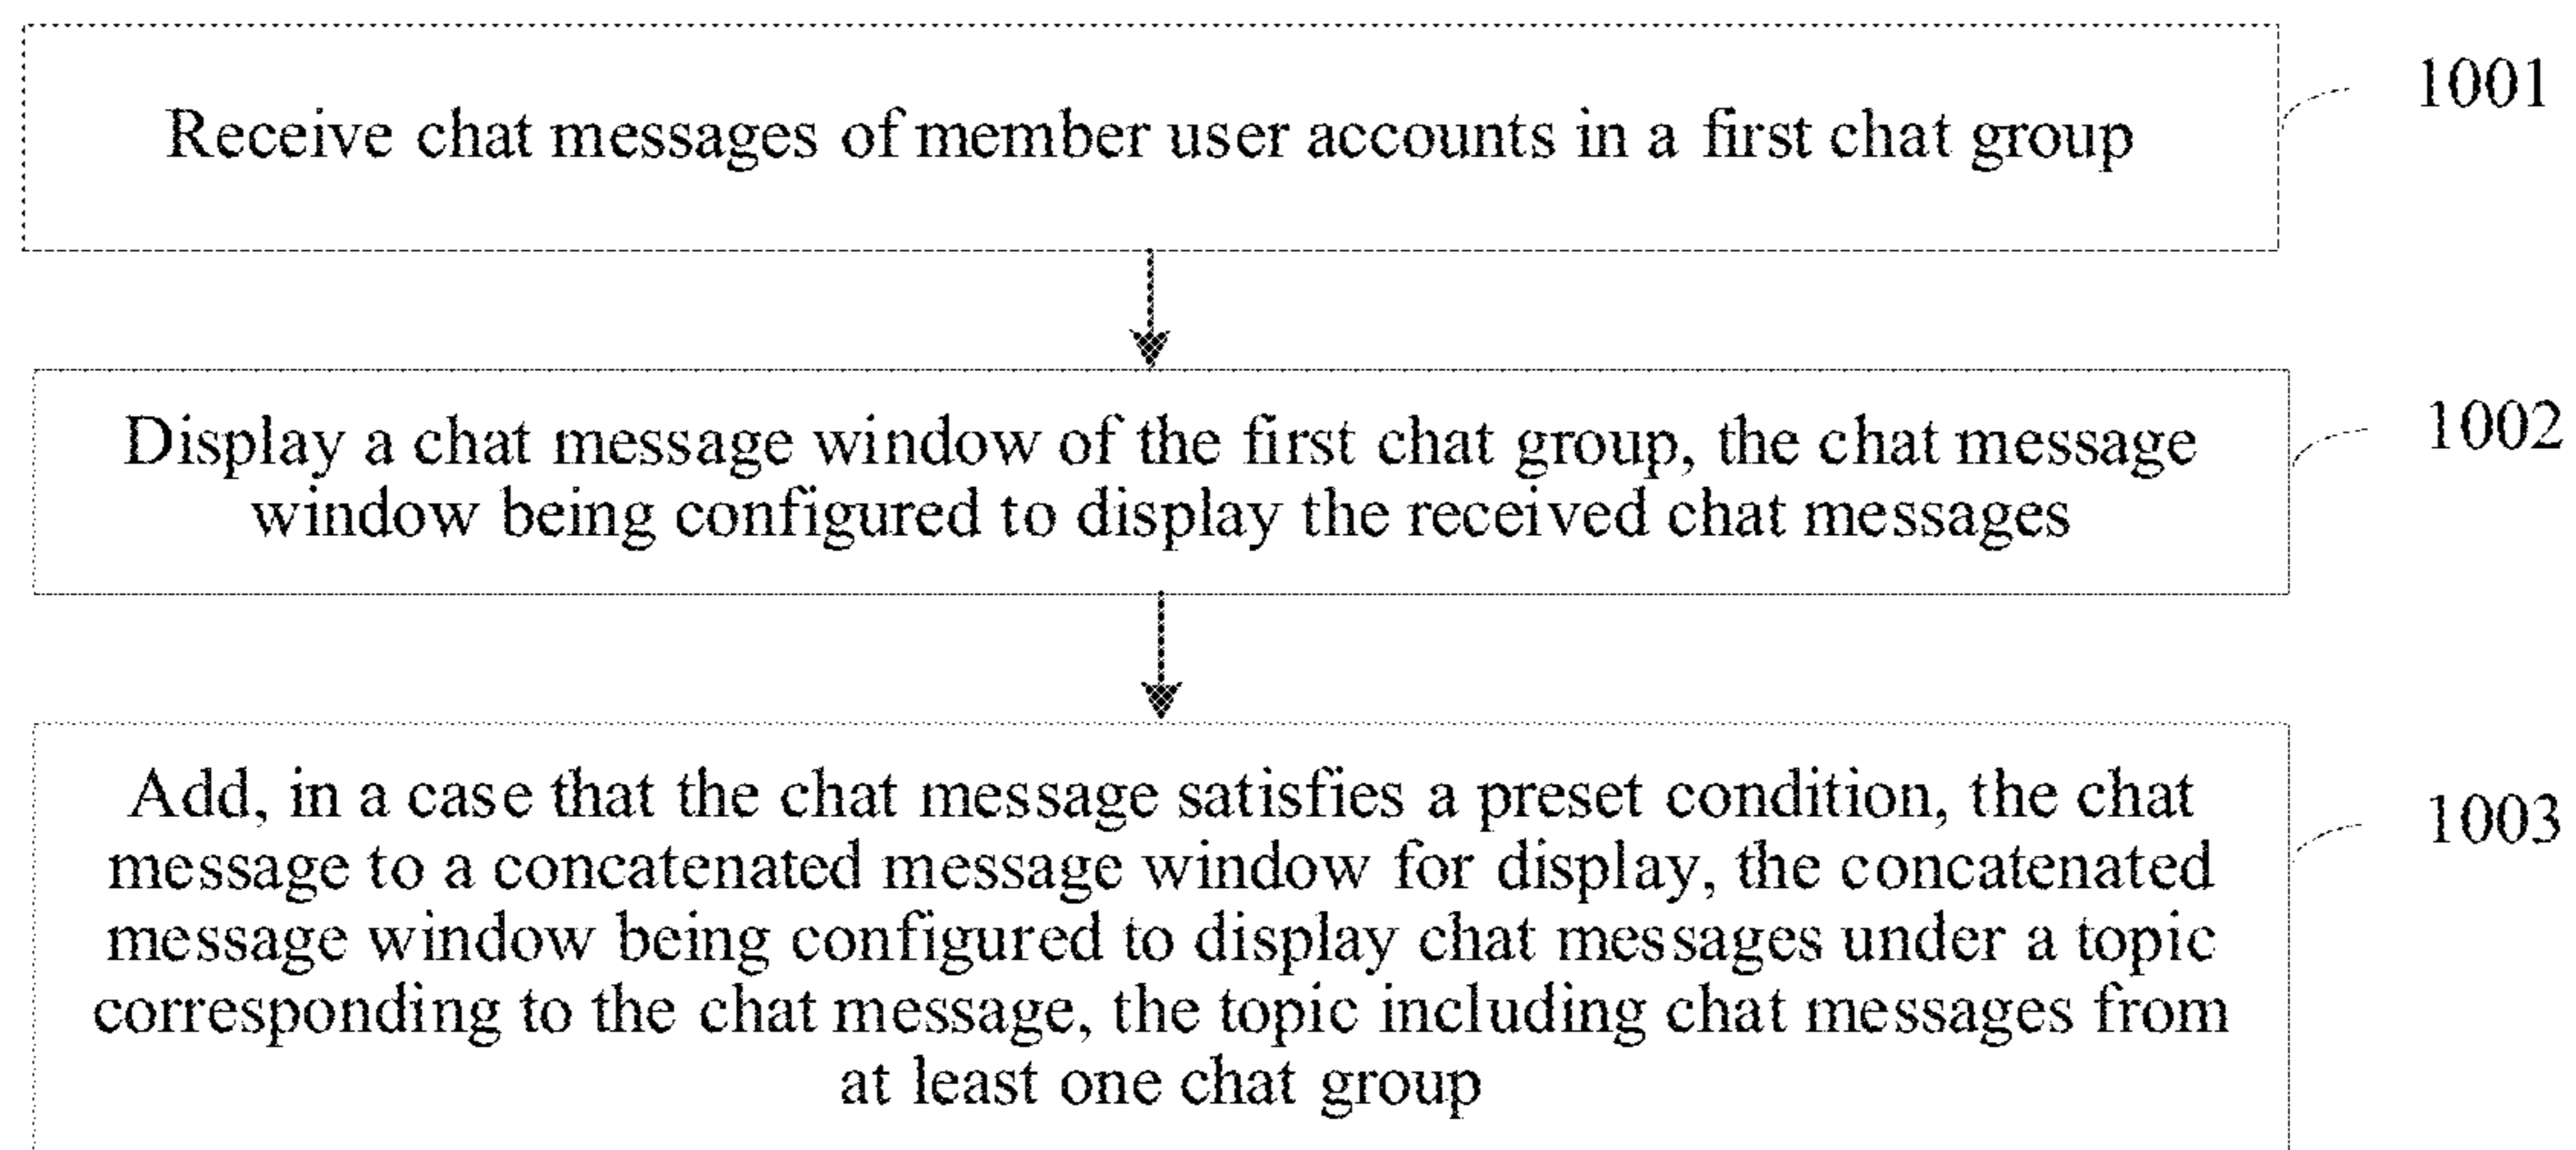 Receive chat messages of member user accounts in a first chat group
1001
Display a chat message window of the first chat group, the chat message
window being configured to display the received chat messages
1002
Add, in a case that the chat message satisfies a preset condition, the chat
message to a concatenated message window for display, the concatenated
message window being configured to display chat messages under a topic
corresponding to the chat message, the topic including chat messages from
at least one chat group
1003